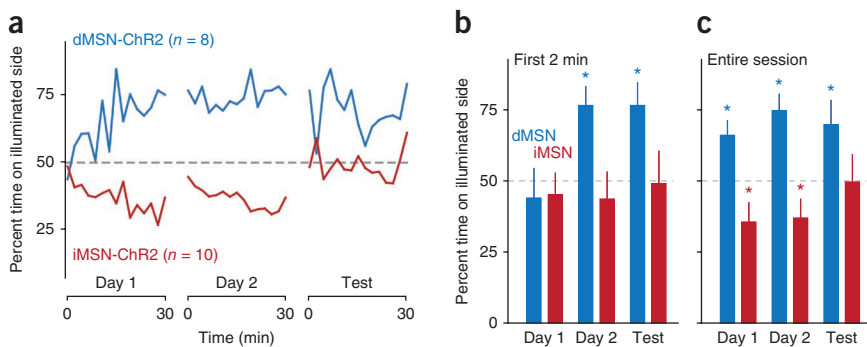 a
Percent time on illuminated side
75
50
25
dMSN-ChR2 (n = 8)
iMSN-ChR2 (n = 10)
Day 1
Day 2
Test
0
30
0
30
0
30
Time (min)
b
Percent time on illuminated side
100
75
50
25
0
First 2 min
dMSN
iMSN
*
*
Day 1
Day 2
Test
c
Entire session
*
*
*
*
*
Day 1
Day 2
Test